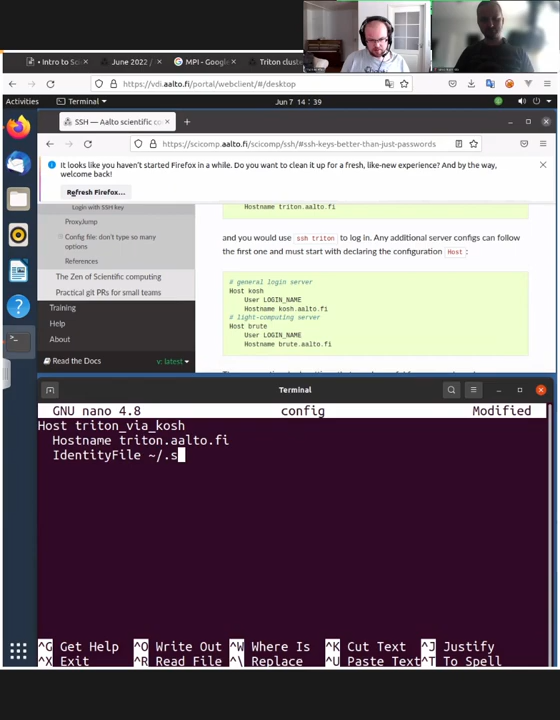 • Intro to Sci
June 2022 /
MPI - Google
Triton cluste
https://vdi.aalto.fi/portal/webclient/#/desktop
Activities
Terminal
Jun 7 14:39
SSH — Aalto scientific co
https://scicomp.aalto.fi/scicomp/ssh/#ssh-keys-better-than-just-passwords
It looks like you haven't started Firefox in a while. Do you want to clean it up for a fresh, like-new experience? And by the way,
welcome back!
Refresh Firefox...
Login with SSH key
ProxyJump
Config file: don't type so many
options
References
The Zen of Scientific computing
Practical git PRs for small teams
Training
Help
About
Read the Docs
v: latest
Hostname triton.aalto.fi
and you would use ssh triton to log in. Any additional server configs can follow
the first one and must start with declaring the configuration Host :
# general login server
Host kosh
User LOGIN_NAME
Hostname kosh.aalto.fi
# light-computing server
Host brute
User LOGIN_NAME
Hostname brute.aalto.fi
Terminal
GNU nano 4.8 config Modified
Host triton_via_kosh
Hostname triton.aalto.fi
IdentityFile ~/.s
^G Get Help ^O Write Out ^W Where Is ^K Cut Text ^J Justify
^X Exit ^R Read File ^\ Replace ^U Paste Text ^T To Spell